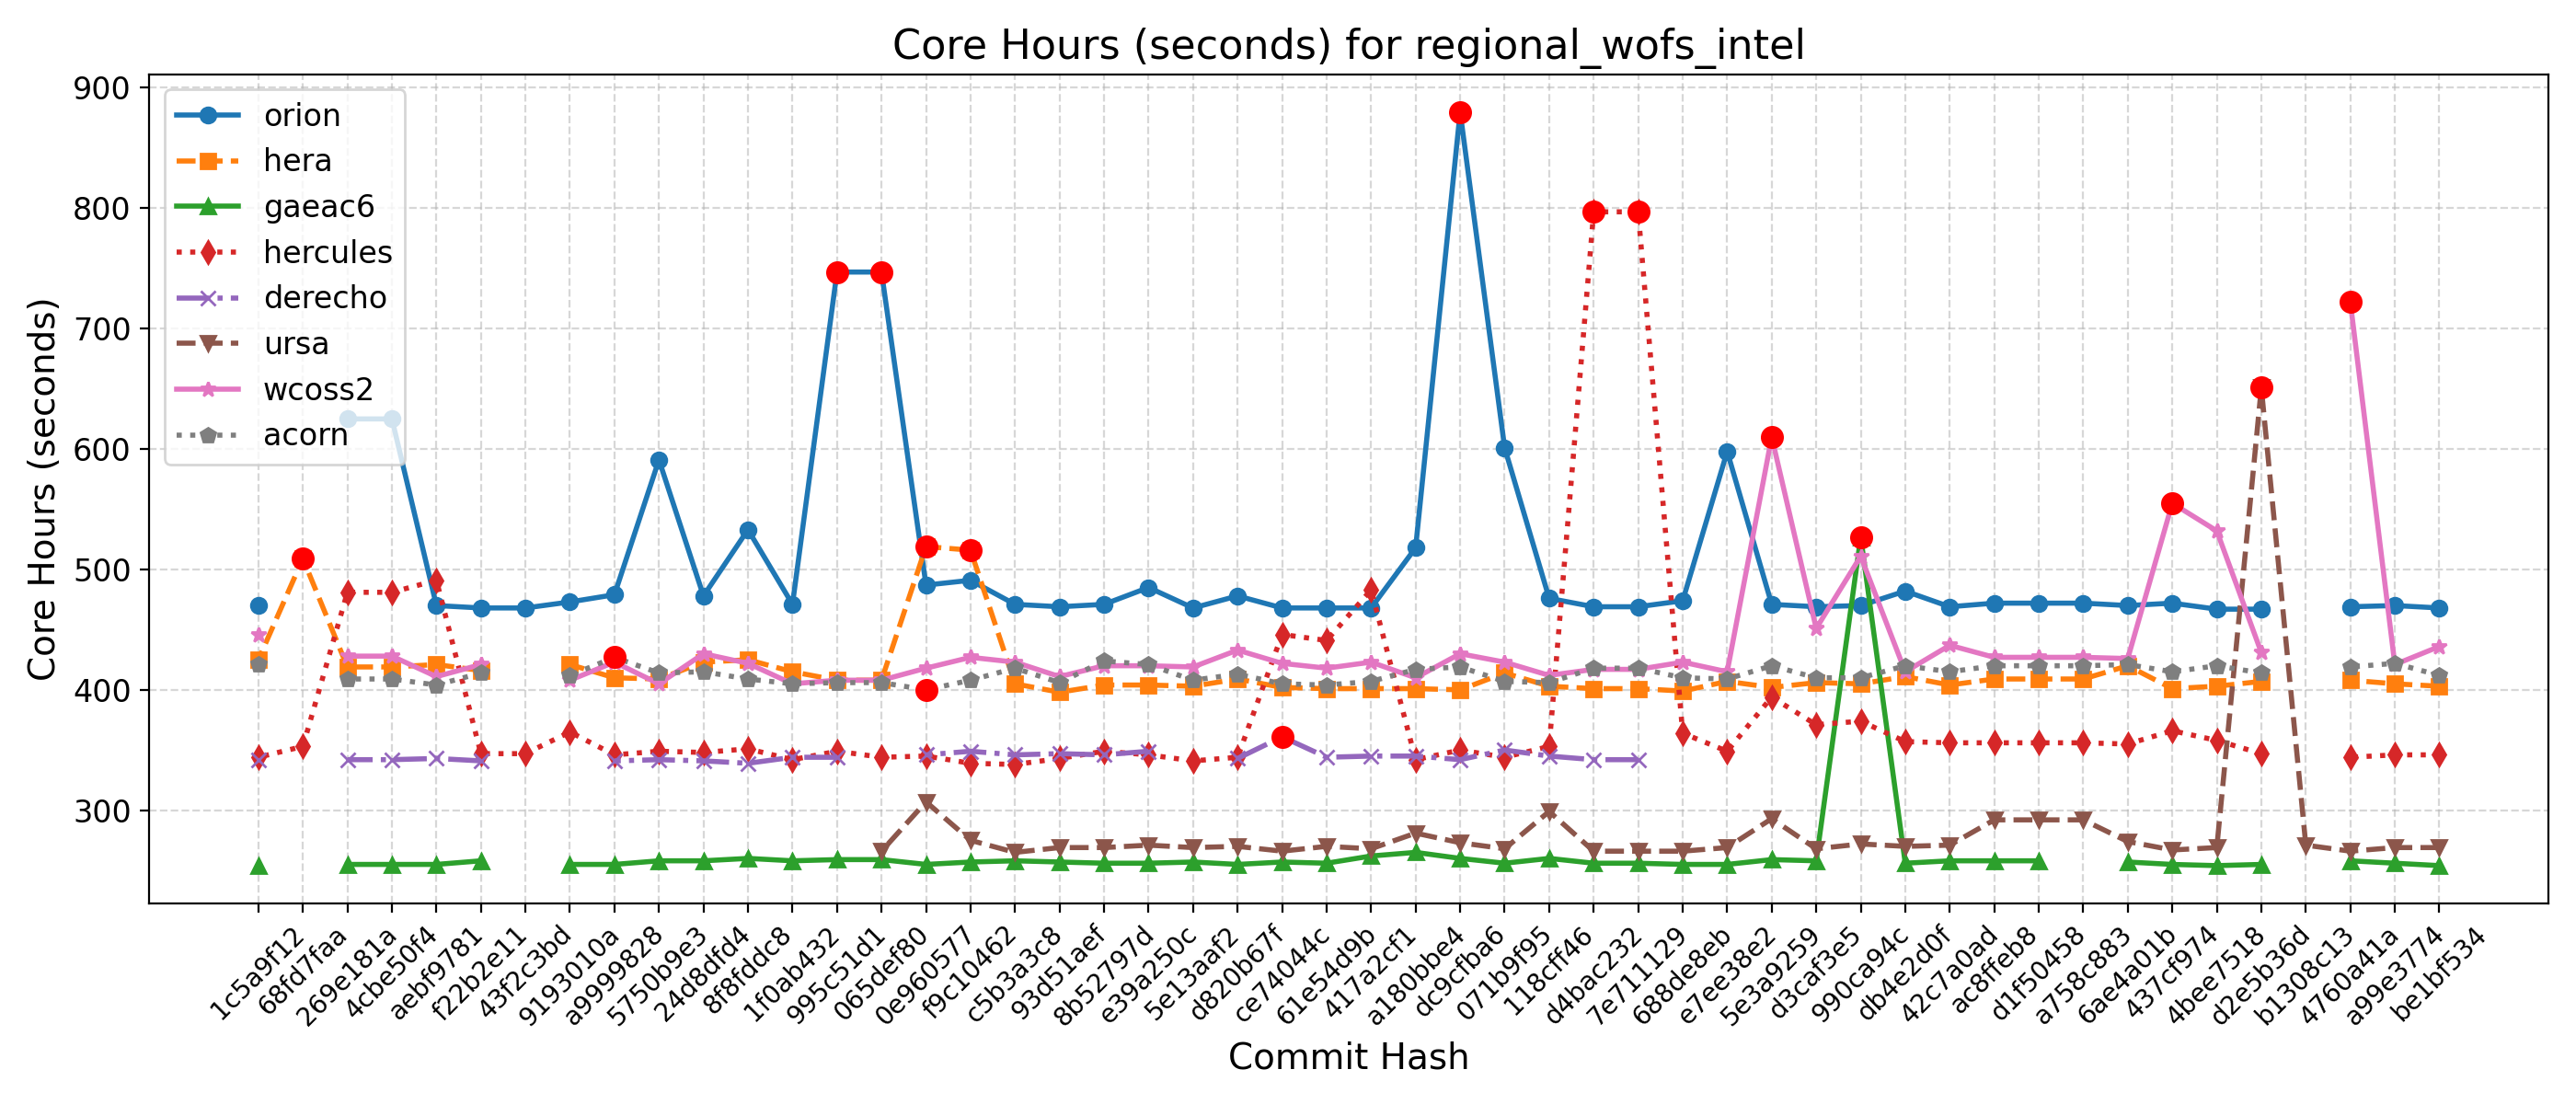 Core Hours (seconds) for regional_wofs_intel
Core Hours (seconds)
900
800
700
600
500
400
300
orion
hera
gaeac6
hercules
derecho
ursa
wcoss2
acorn
1c5a9f12
68fd7faa
269e181a
4cbe50f4
aebf9781
f22b2e11
43f2c3bd
9193010a
a9999828
5750b9e3
24d8dfd4
8f8fddc8
1f0ab432
995c51d1
065def80
0e960577
f9c10462
c5b3a3c8
93d51aef
8b52797d
e39a250c
5e13aaf2
d820b67f
ce74044c
61e54d9b
417a2cf1
a180bbe4
dc9cfba6
071b9f95
118cff46
d4bac232
7e711129
688de8eb
e7ee38e2
5e3a9259
d3caf3e5
990ca94c
db4e2d0f
42c7a0ad
ac8ffeb8
d1f50458
a758c883
6ae4a01b
437cf974
4bee7518
d2e5b36d
b1308c13
4760a41a
a99e3774
be1bf534
Commit Hash